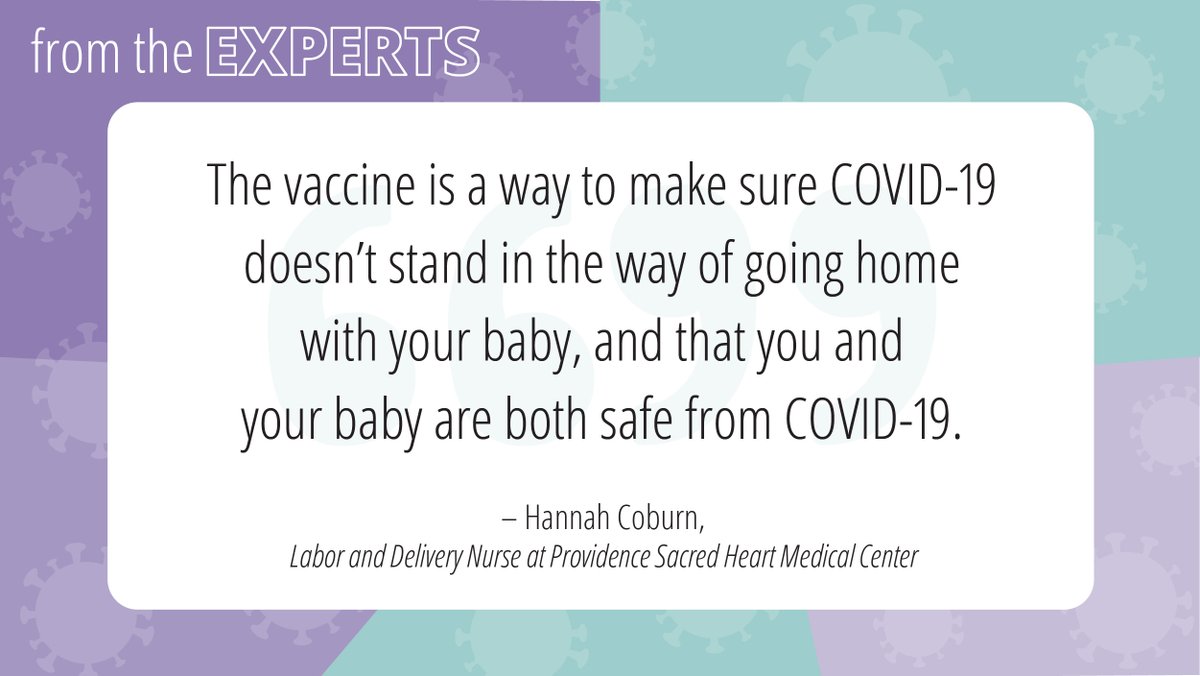 from the EXPERTS
The vaccine is a way to make sure COVID-19
doesn’t stand in the way of going home
with your baby, and that you and
your baby are both safe from COVID-19.
– Hannah Coburn,
Labor and Delivery Nurse at Providence Sacred Heart Medical Center